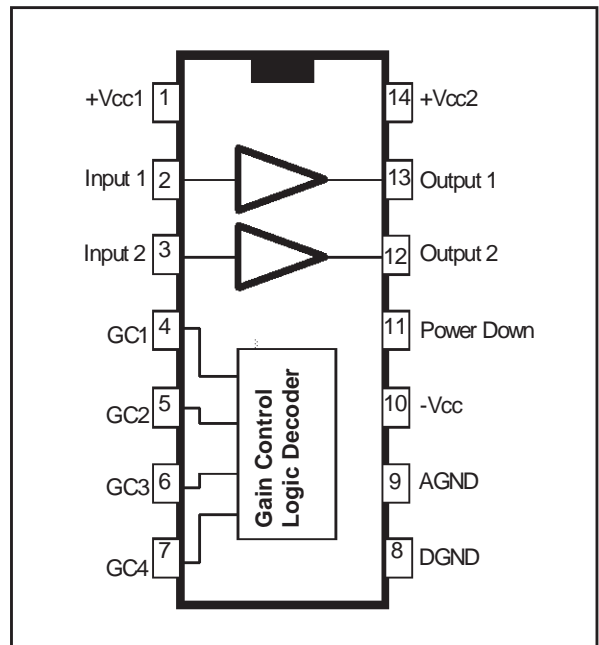 +Vcc1 1
14 +Vcc2
Input 1 2
13 Output 1
Input 2 3
12 Output 2
GC1 4
11 Power Down
GC2 5
10 -Vcc
GC3 6
9 AGND
GC4 7
8 DGND
Gain Control
Logic Decoder